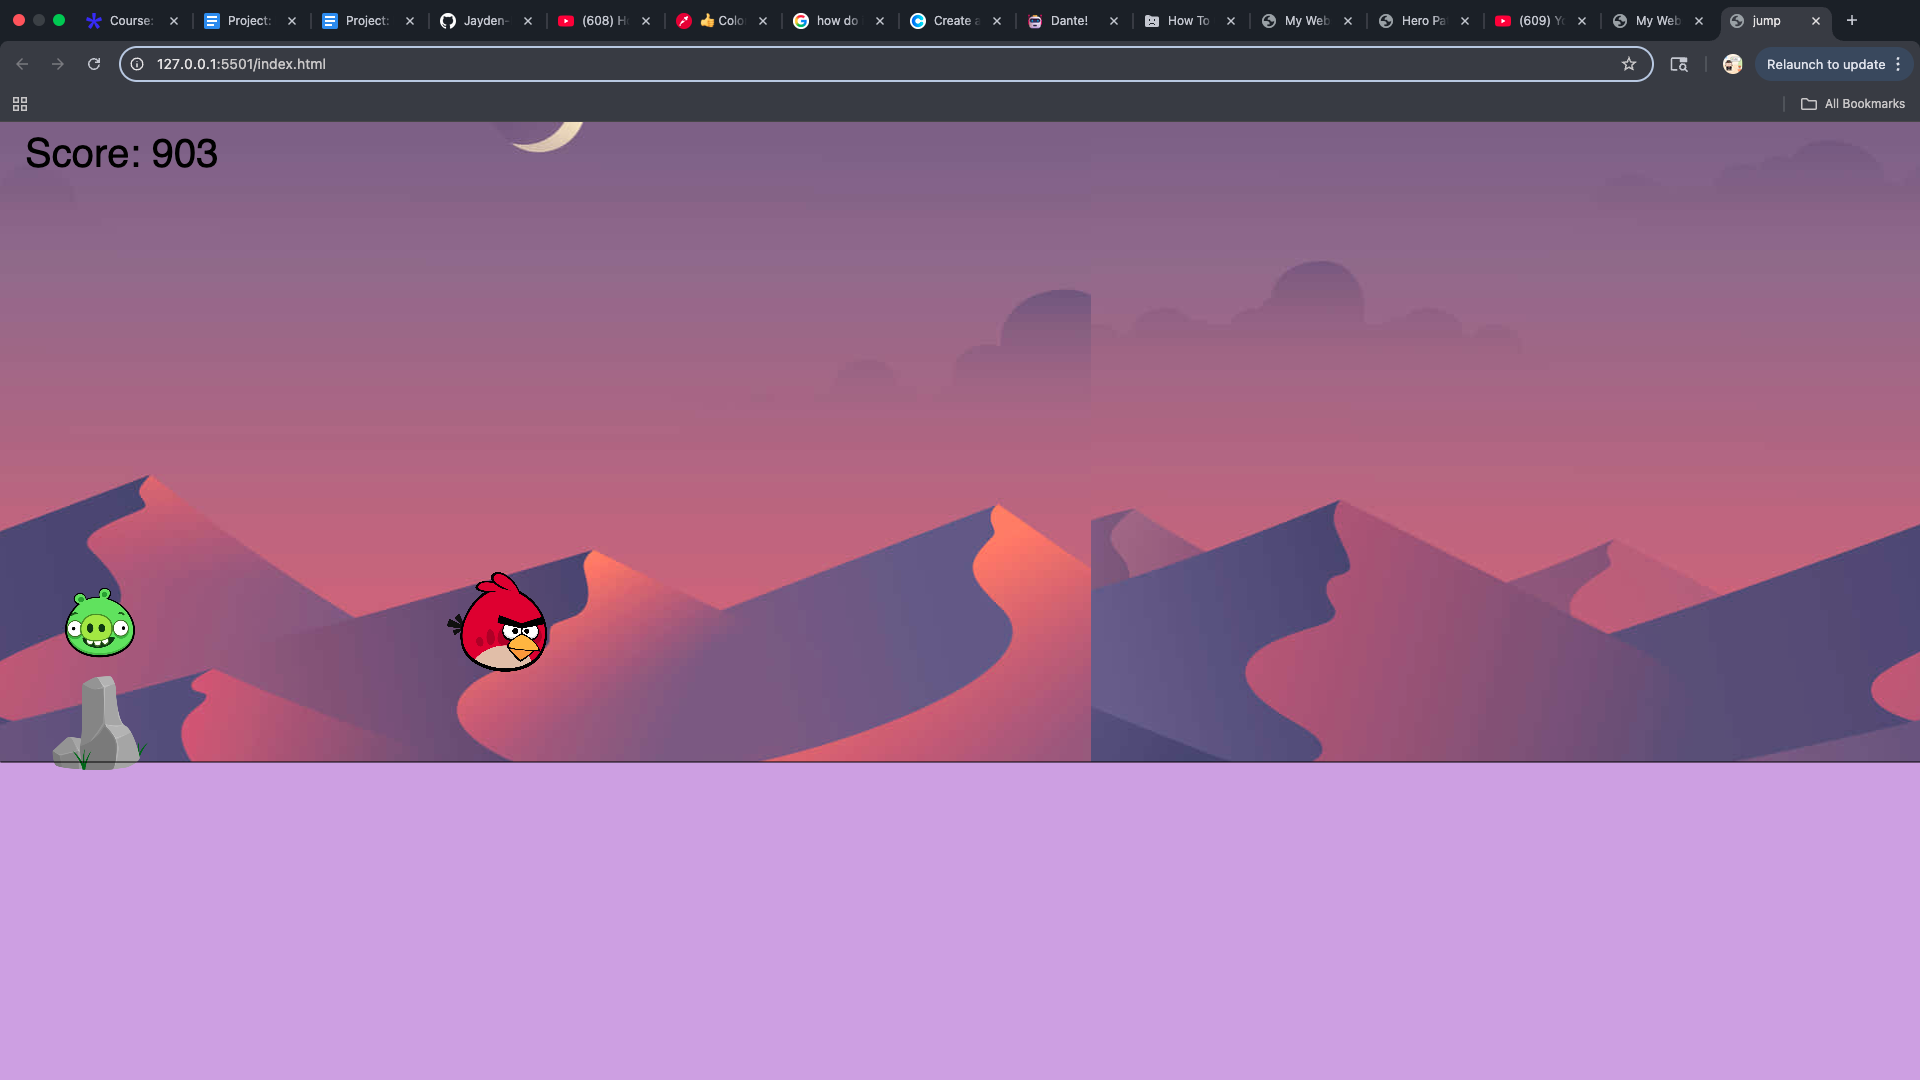 Course: Project: Project: Jayden- (608) H 👍 Colo how do Create a Dante! How To My Web Hero Pa (609) Yo My Web jump
127.0.0.1:5501/index.html Relaunch to update
All Bookmarks
Score: 903